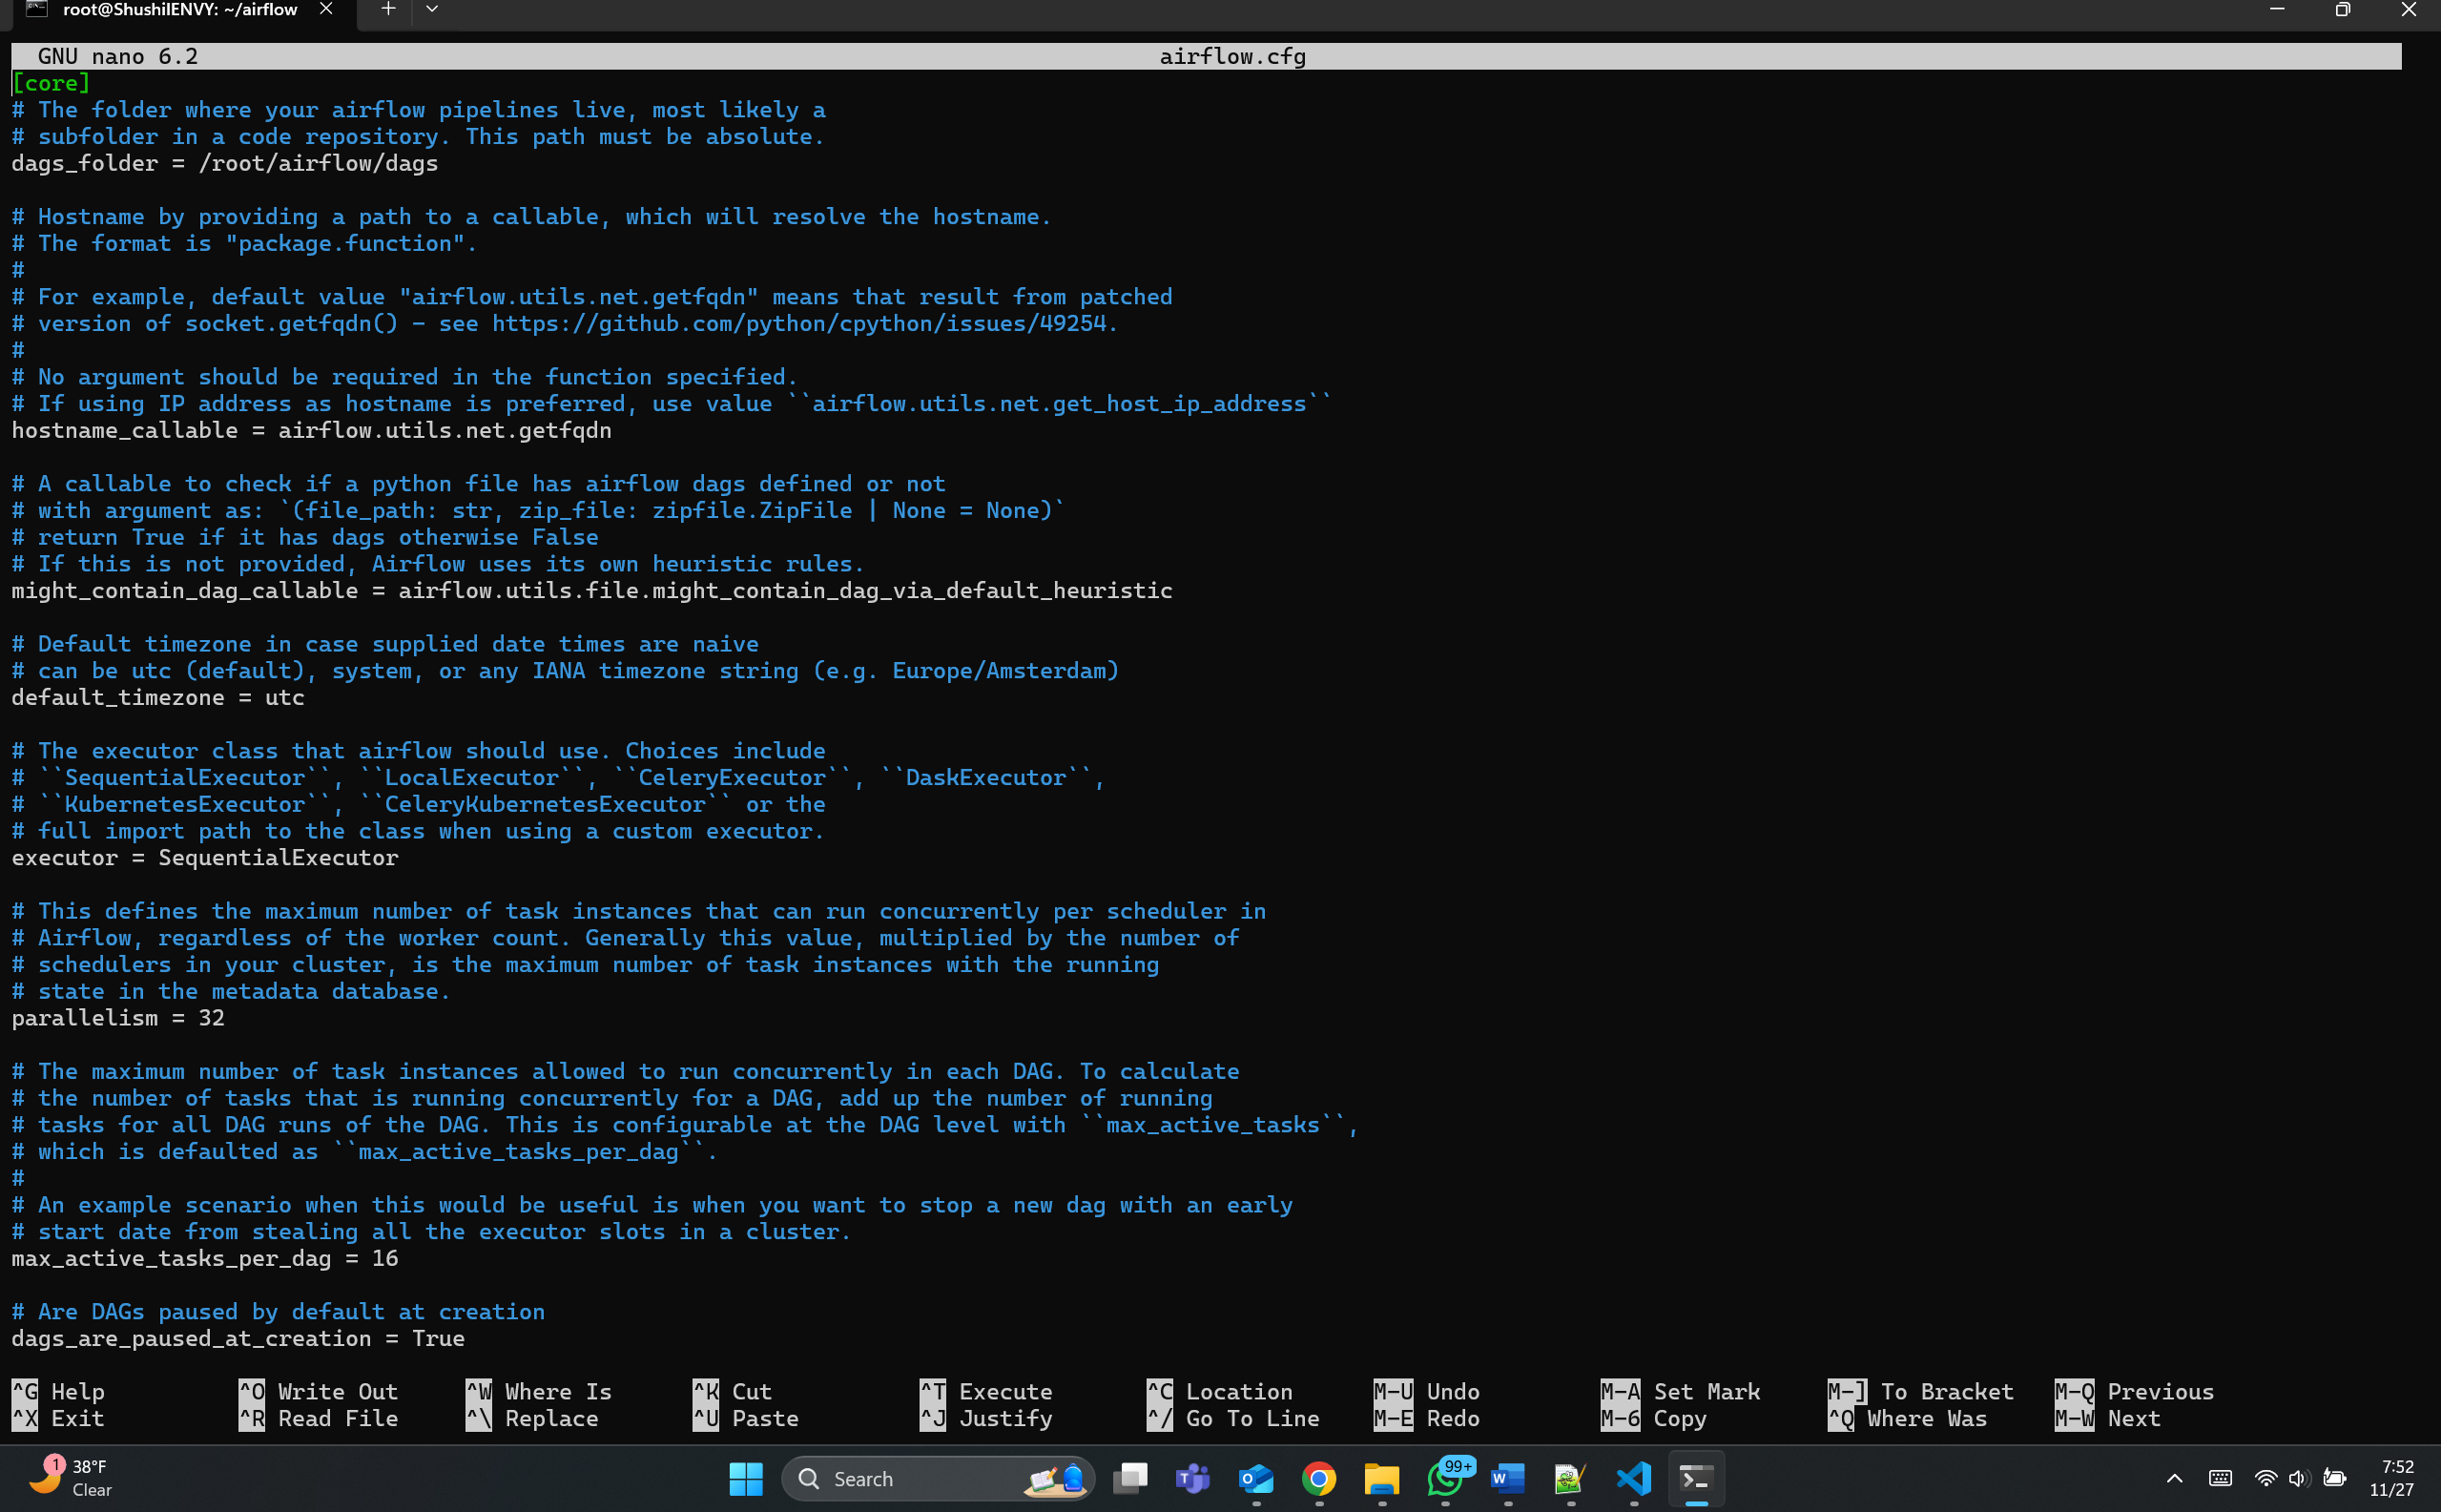 root@ShushilENVY: ~/airflow
GNU nano 6.2 airflow.cfg
[core]
# The folder where your airflow pipelines live, most likely a
# subfolder in a code repository. This path must be absolute.
dags_folder = /root/airflow/dags
# Hostname by providing a path to a callable, which will resolve the hostname.
# The format is "package.function".
#
# For example, default value "airflow.utils.net.getfqdn" means that result from patched
# version of socket.getfqdn() - see https://github.com/python/cpython/issues/49254.
#
# No argument should be required in the function specified.
# If using IP address as hostname is preferred, use value ``airflow.utils.net.get_host_ip_address``
hostname_callable = airflow.utils.net.getfqdn
# A callable to check if a python file has airflow dags defined or not
# with argument as: `(file_path: str, zip_file: zipfile.ZipFile | None = None)`
# return True if it has dags otherwise False
# If this is not provided, Airflow uses its own heuristic rules.
might_contain_dag_callable = airflow.utils.file.might_contain_dag_via_default_heuristic
# Default timezone in case supplied date times are naive
# can be utc (default), system, or any IANA timezone string (e.g. Europe/Amsterdam)
default_timezone = utc
# The executor class that airflow should use. Choices include
# ``SequentialExecutor``, ``LocalExecutor``, ``CeleryExecutor``, ``DaskExecutor``,
# ``KubernetesExecutor``, ``CeleryKubernetesExecutor`` or the
# full import path to the class when using a custom executor.
executor = SequentialExecutor
# This defines the maximum number of task instances that can run concurrently per scheduler in
# Airflow, regardless of the worker count. Generally this value, multiplied by the number of
# schedulers in your cluster, is the maximum number of task instances with the running
# state in the metadata database.
parallelism = 32
# The maximum number of task instances allowed to run concurrently in each DAG. To calculate
# the number of tasks that is running concurrently for a DAG, add up the number of running
# tasks for all DAG runs of the DAG. This is configurable at the DAG level with ``max_active_tasks``,
# which is defaulted as ``max_active_tasks_per_dag``.
#
# An example scenario when this would be useful is when you want to stop a new dag with an early
# start date from stealing all the executor slots in a cluster.
max_active_tasks_per_dag = 16
# Are DAGs paused by default at creation
dags_are_paused_at_creation = True
^G Help ^O Write Out ^W Where Is ^K Cut ^T Execute ^C Location M-U Undo M-A Set Mark M-] To Bracket M-Q Previous
^X Exit ^R Read File ^\ Replace ^U Paste ^J Justify ^/ Go To Line M-E Redo M-6 Copy ^Q Where Was M-W Next
1 38°F
Clear
Search
99+
7:52
11/27